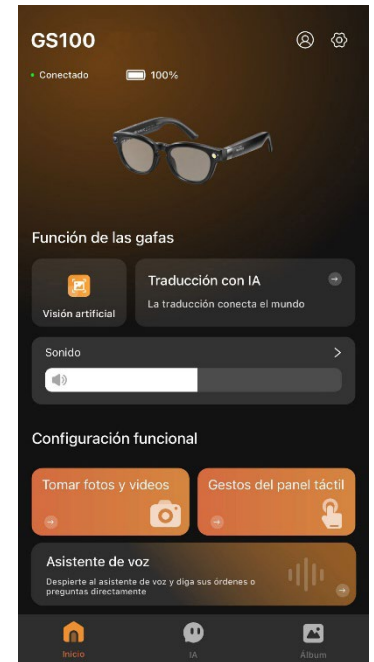 GS100
Conectado
100%
Función de las gafas
Visión artificial
Traducción con IA
La traducción conecta el mundo
Sonido
Configuración funcional
Tomar fotos y videos
Gestos del panel táctil
Asistente de voz
Despierte al asistente de voz y diga sus órdenes o
preguntas directamente
Inicio
IA
Álbum